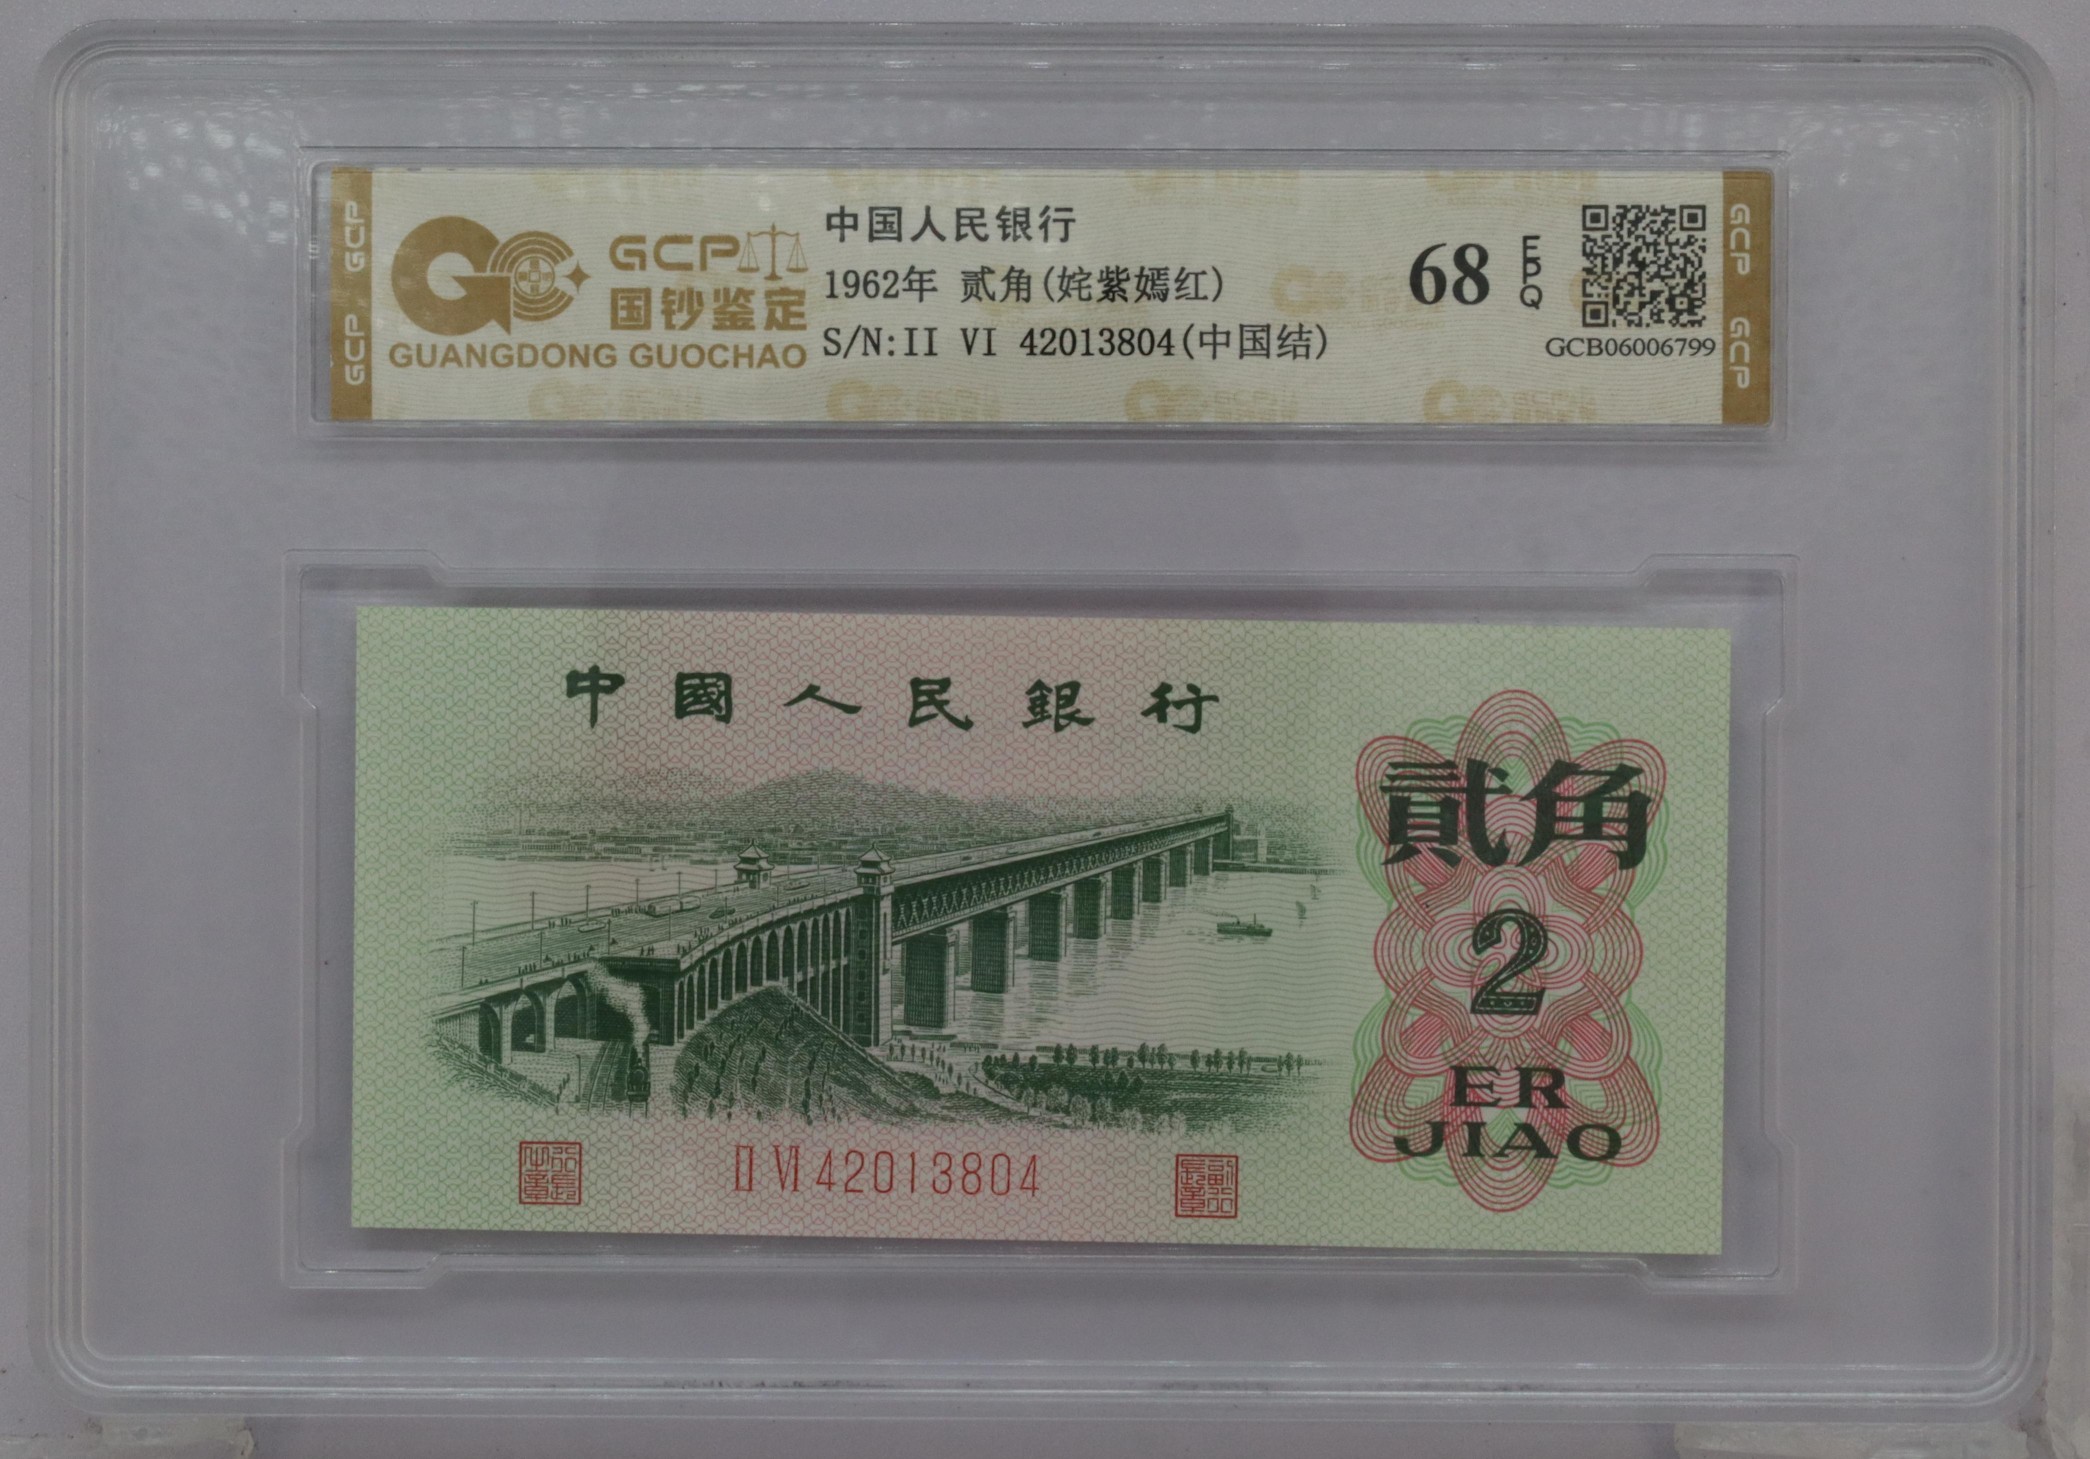 GCP GCP
GCP
国钞鉴定
GUANGDONG GUOCHAO
中国人民银行
1962年 贰角(姹紫嫣红)
S/N:II VI 42013804(中国结)
68 EPQ
GCB06006799
GCP GCP
中國人民銀行
貳角
2
ER
JIAO
II VI 42013804